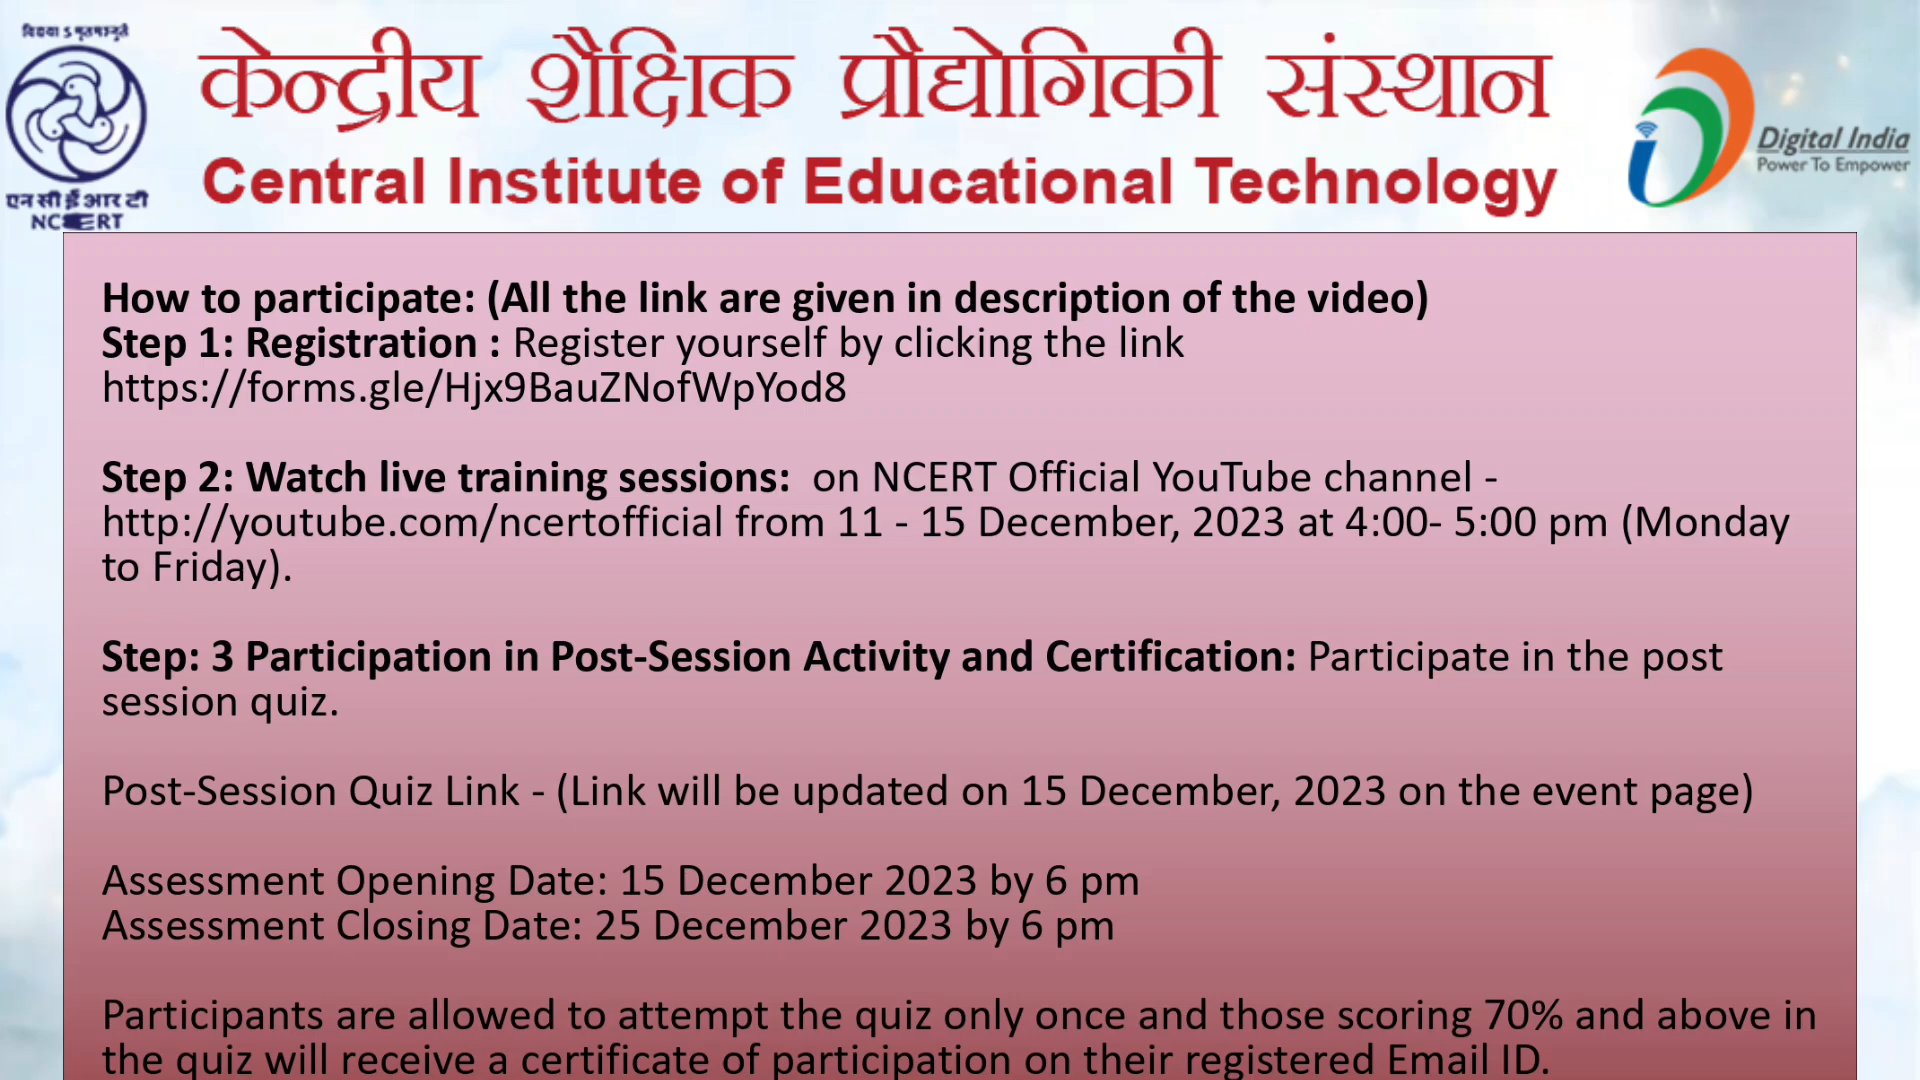 केन्द्रीय शैक्षिक प्रौद्योगिकी संस्थान
Central Institute of Educational Technology
एन सी ई आर टी
NCERT
Digital India
Power To Empower
How to participate: (All the link are given in description of the video)
Step 1: Registration : Register yourself by clicking the link
https://forms.gle/Hjx9BauZNofWpYod8
Step 2: Watch live training sessions:  on NCERT Official YouTube channel -
http://youtube.com/ncertofficial from 11 - 15 December, 2023 at 4:00- 5:00 pm (Monday
to Friday).
Step: 3 Participation in Post-Session Activity and Certification: Participate in the post
session quiz.
Post-Session Quiz Link - (Link will be updated on 15 December, 2023 on the event page)
Assessment Opening Date: 15 December 2023 by 6 pm
Assessment Closing Date: 25 December 2023 by 6 pm
Participants are allowed to attempt the quiz only once and those scoring 70% and above in
the quiz will receive a certificate of participation on their registered Email ID.